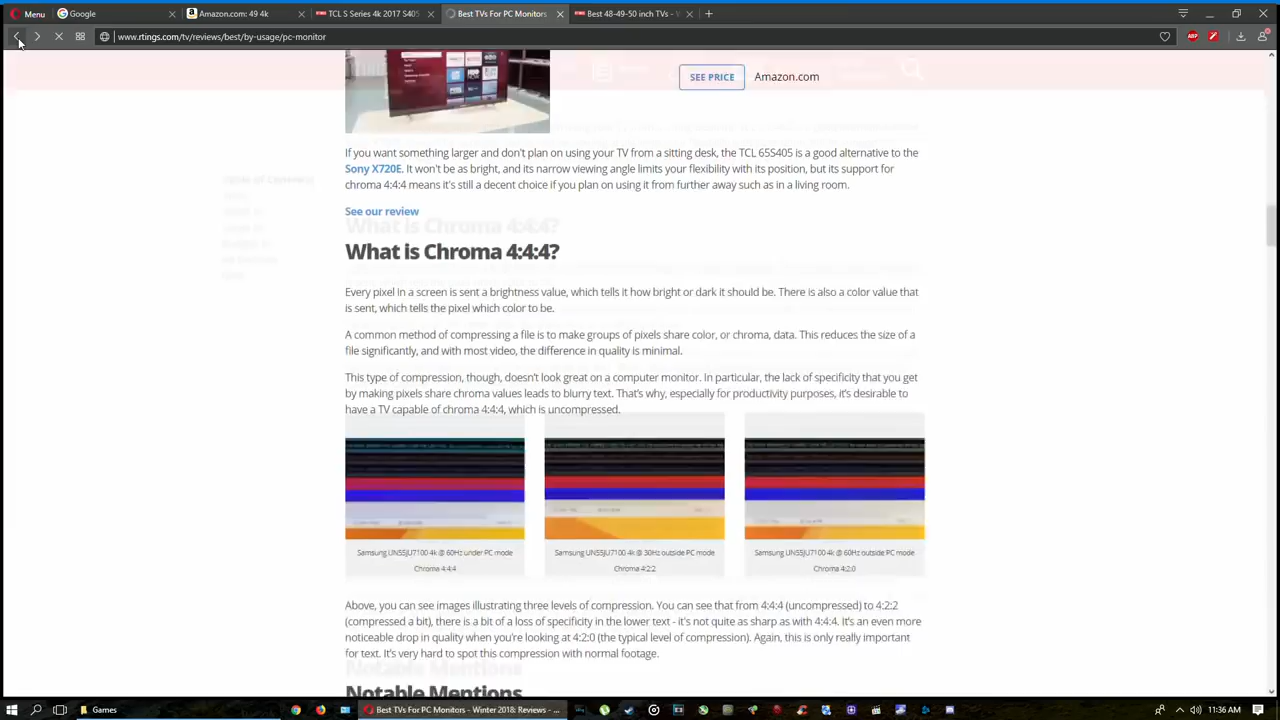 Menu
Google
Amazon.com: 49 4k
TCL S Series 4k 2017 S405
Best TVs For PC Monitors
Best 48-49-50 inch TVs -
www.rtings.com/tv/reviews/best/by-usage/pc-monitor
ABP
SEE PRICE
Amazon.com
If you want something larger and don't plan on using your TV from a sitting desk, the TCL 65S405 is a good alternative to the
Sony X720E. It won't be as bright, and its narrow viewing angle limits your flexibility with its position, but its support for
chroma 4:4:4 means it's still a decent choice if you plan on using it from further away such as in a living room.
See our review
What is Chroma 4:4:4?
Every pixel in a screen is sent a brightness value, which tells it how bright or dark it should be. There is also a color value that
is sent, which tells the pixel which color to be.
A common method of compressing a file is to make groups of pixels share color, or chroma, data. This reduces the size of a
file significantly, and with most video, the difference in quality is minimal.
This type of compression, though, doesn't look great on a computer monitor. In particular, the lack of specificity that you get
by making pixels share chroma values leads to blurry text. That's why, especially for productivity purposes, it's desirable to
have a TV capable of chroma 4:4:4, which is uncompressed.
Samsung UN55JU7100 4k @ 60Hz under PC mode
Chroma 4:4:4
Samsung UN55JU7100 4k @ 30Hz outside PC mode
Chroma 4:2:2
Samsung UN55JU7100 4k @ 60Hz outside PC mode
Chroma 4:2:0
Above, you can see images illustrating three levels of compression. You can see that from 4:4:4 (uncompressed) to 4:2:2
(compressed a bit), there is a bit of a loss of specificity in the lower text - it's not quite as sharp as with 4:4:4. It's an even more
noticeable drop in quality when you're looking at 4:2:0 (the typical level of compression). Again, this is only really important
for text. It's very hard to spot this compression with normal footage.
Notable Mentions
Games
Best TVs For PC Monitors - Winter 2018: Reviews - ...
11:36 AM